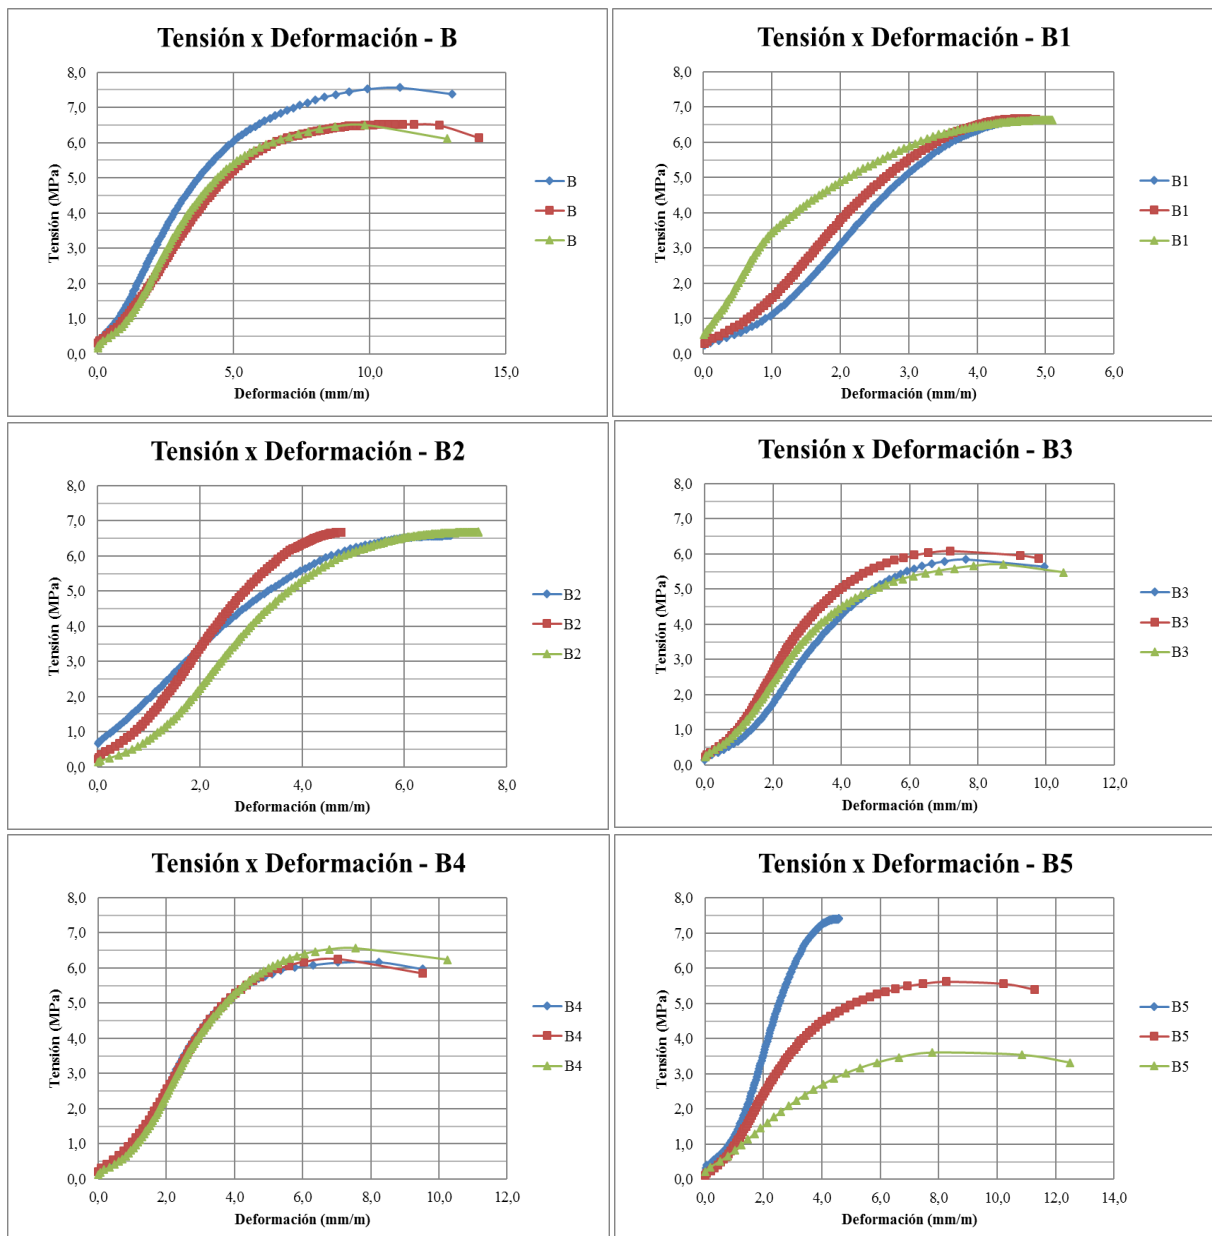 Tensión x Deformación - B
8,0
7,0
6,0
5,0
4,0
3,0
2,0
1,0
0,0
Tensión (MPa)
0,0 5,0 10,0 15,0
Deformación (mm/m)
B
B
B
Tensión x Deformación - B1
8,0
7,0
6,0
5,0
4,0
3,0
2,0
1,0
0,0
Tensión (MPa)
0,0 1,0 2,0 3,0 4,0 5,0 6,0
Deformación (mm/m)
B1
B1
B1
Tensión x Deformación - B2
8,0
7,0
6,0
5,0
4,0
3,0
2,0
1,0
0,0
Tensión (MPa)
0,0 2,0 4,0 6,0 8,0
Deformación (mm/m)
B2
B2
B2
Tensión x Deformación - B3
8,0
7,0
6,0
5,0
4,0
3,0
2,0
1,0
0,0
Tensión (MPa)
0,0 2,0 4,0 6,0 8,0 10,0 12,0
Deformación (mm/m)
B3
B3
B3
Tensión x Deformación - B4
8,0
7,0
6,0
5,0
4,0
3,0
2,0
1,0
0,0
Tensión (MPa)
0,0 2,0 4,0 6,0 8,0 10,0 12,0
Deformación (mm/m)
B4
B4
B4
Tensión x Deformación - B5
8,0
7,0
6,0
5,0
4,0
3,0
2,0
1,0
0,0
Tensión (MPa)
0,0 2,0 4,0 6,0 8,0 10,0 12,0 14,0
Deformación (mm/m)
B5
B5
B5